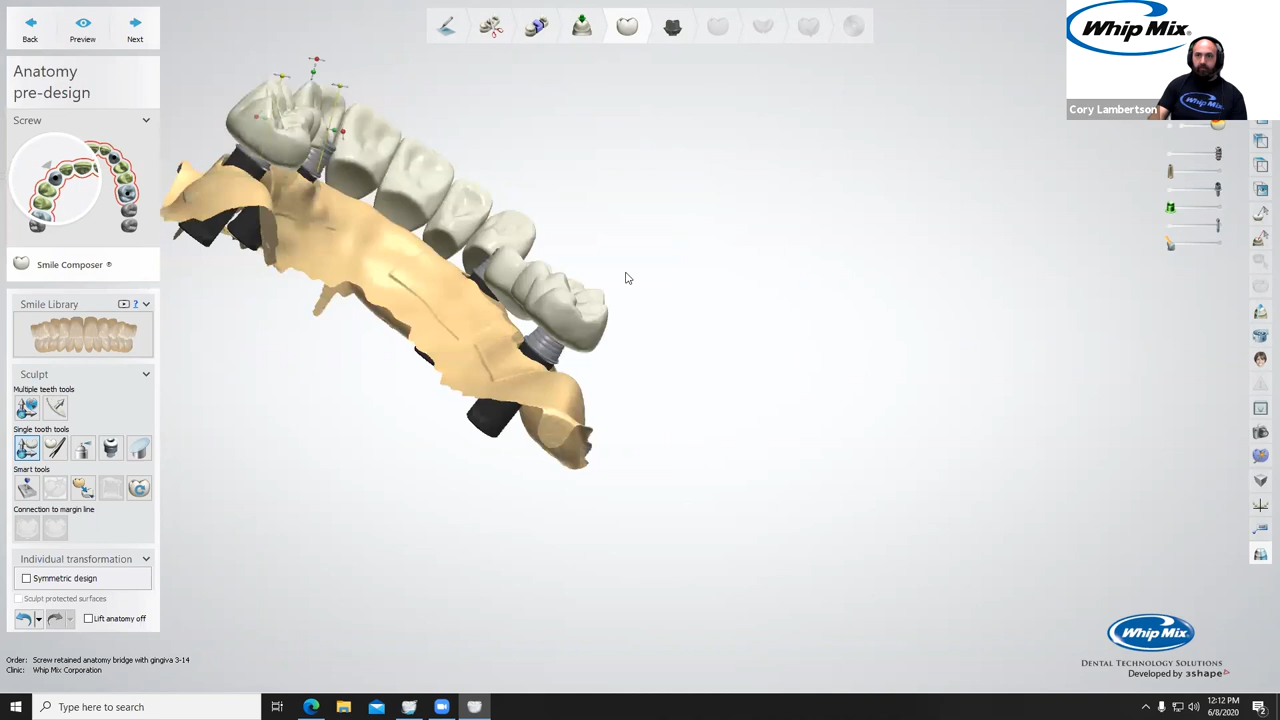 Back
Preview
Next
Anatomy
pre-design
Screw
Smile Composer ®
Smile Library
?
Sculpt
Multiple teeth tools
Single tooth tools
Smart tools
Connection to margin line
Individual transformation
Symmetric design
Sculpt protected surfaces
Lift anatomy off
Order: Screw retained anatomy bridge with gingiva 3-14
Clinic: Whip Mix Corporation
Whip Mix®
Whip Mix
Cory Lambertson
Whip Mix
DENTAL TECHNOLOGY SOLUTIONS
Developed by 3shape
Type here to search
12:12 PM
6/8/2020
2